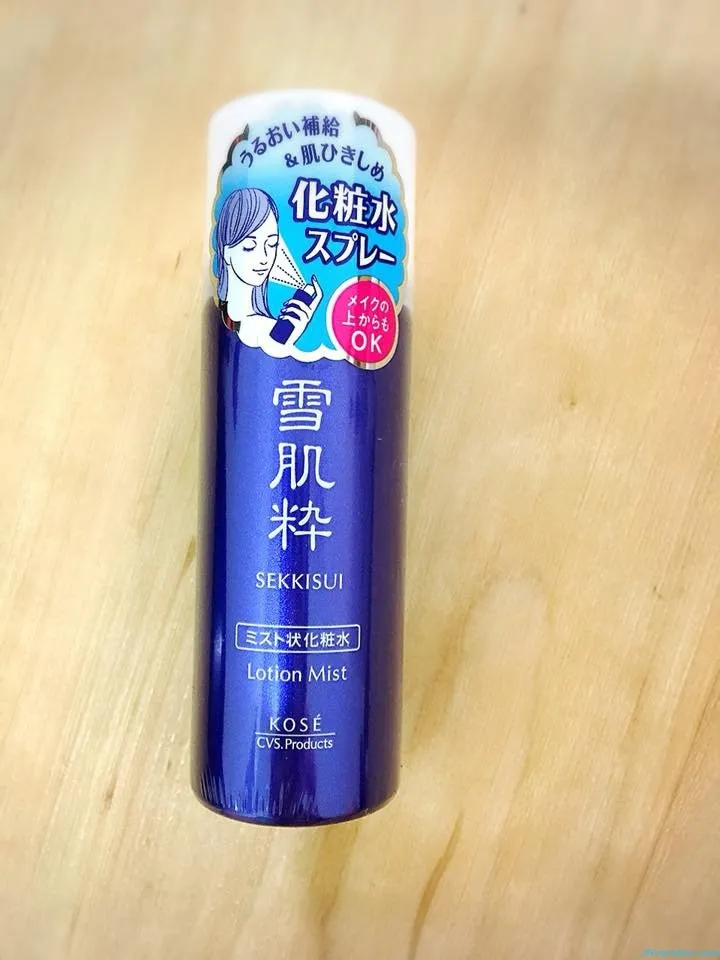 うるおい補給
&肌ひきしめ
化粧水
スプレー
メイクの
上からも
OK
雪
肌
粋
SEKKISUI
ミスト状化粧水
Lotion Mist
KOSÉ
CVS.Products